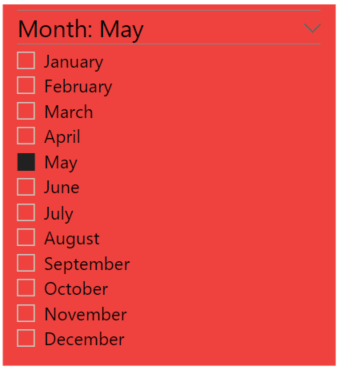 Month: May
January
February
March
April
May
June
July
August
September
October
November
December